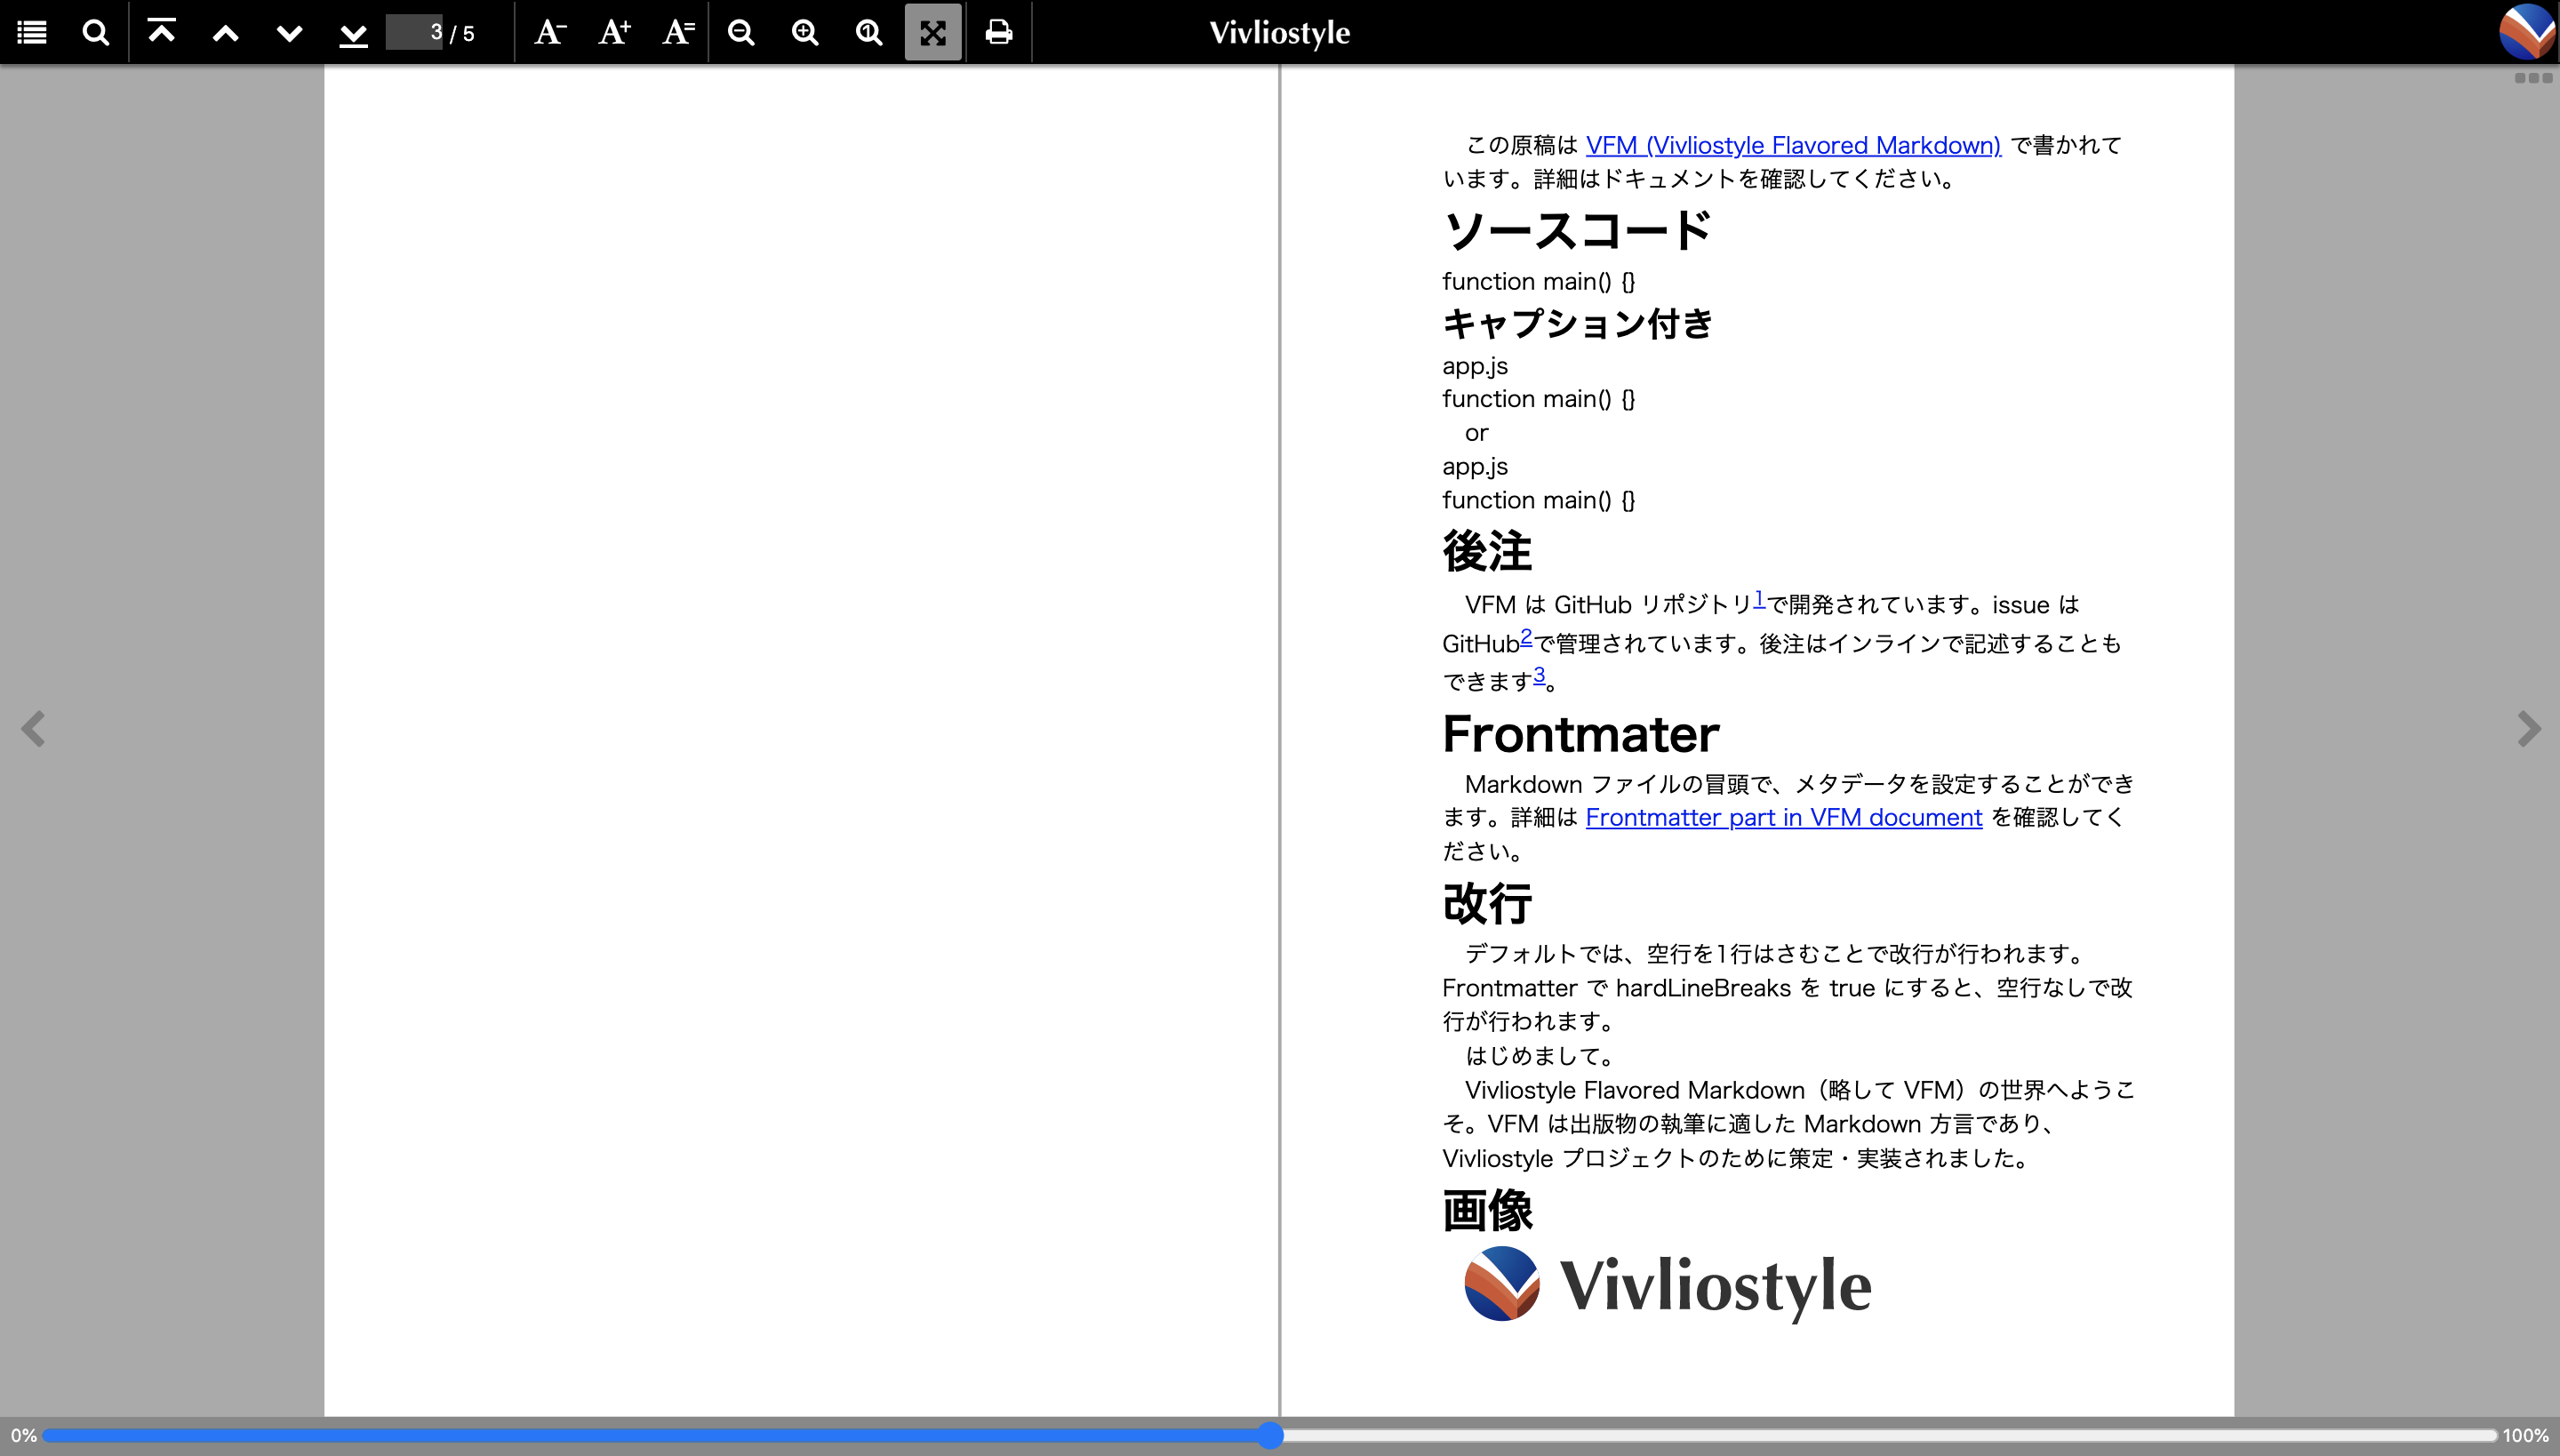 3 / 5
A- A+ A=
Vivliostyle
この原稿は VFM (Vivliostyle Flavored Markdown) で書かれて
います。詳細はドキュメントを確認してください。
ソースコード
function main() {}
キャプション付き
app.js
function main() {}
or
app.js
function main() {}
後注
VFM は GitHub リポジトリ1で開発されています。issue は
GitHub2で管理されています。後注はインラインで記述することも
できます3。
Frontmater
Markdown ファイルの冒頭で、メタデータを設定することができ
ます。詳細は Frontmatter part in VFM document を確認してく
ださい。
改行
デフォルトでは、空行を1行はさむことで改行が行われます。
Frontmatter で hardLineBreaks を true にすると、空行なしで改
行が行われます。
はじめまして。
Vivliostyle Flavored Markdown（略して VFM）の世界へようこ
そ。VFM は出版物の執筆に適した Markdown 方言であり、
Vivliostyle プロジェクトのために策定・実装されました。
画像
Vivliostyle
0% 100%